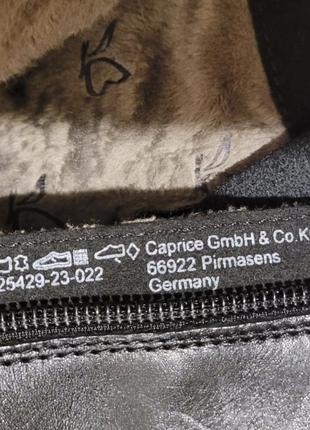 Caprice GmbH & Co.K
25429-23-022 66922 Pirmasens
Germany